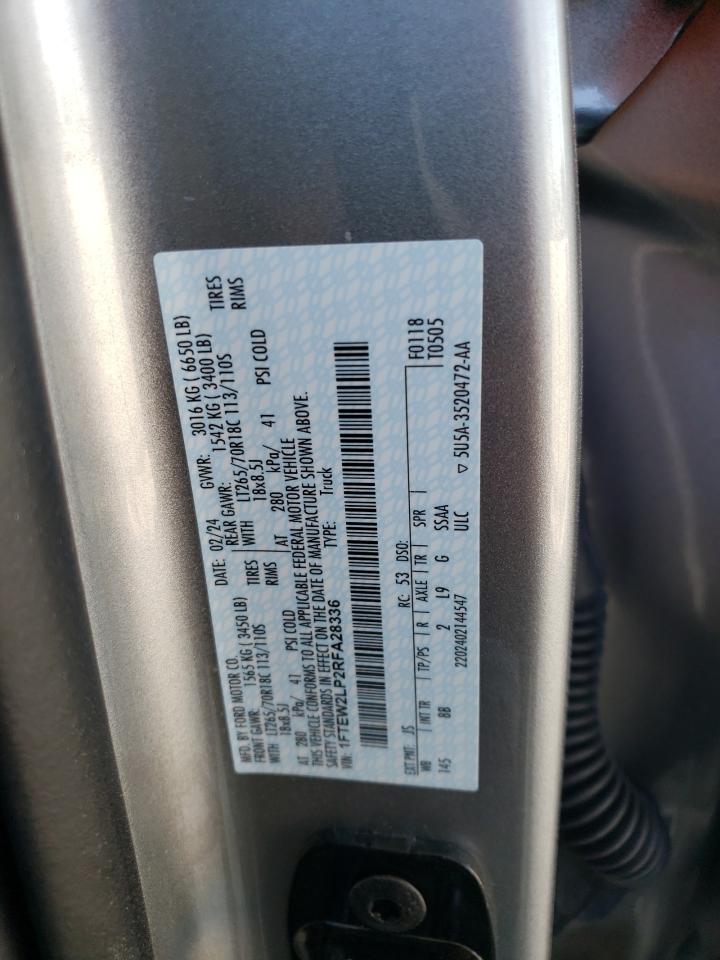 MFD. BY FORD MOTOR CO.
DATE: 02/24 GVWR: 3016 KG ( 6650 LB)
FRONT GAWR: 1565 KG ( 3450 LB) REAR GAWR: 1542 KG ( 3400 LB)
WITH LT265/70R18C 113/110S TIRES WITH LT265/70R18C 113/110S TIRES
18x8.5J RIMS 18x8.5J RIMS
AT 280 kPa/ 41 PSI COLD AT 280 kPa/ 41 PSI COLD
THIS VEHICLE CONFORMS TO ALL APPLICABLE FEDERAL MOTOR VEHICLE
SAFETY STANDARDS IN EFFECT ON THE DATE OF MANUFACTURE SHOWN ABOVE.
VIN: 1FTEW2LP2RFA28336 TYPE: Truck
F0118
EXT PNT: JS RC: 53 DSO: T0505
WB INT TR TP/PS R AXLE TR SPR
145 8B 2 L9 G SSAA
2202402144547 ULC ▽ 5U5A-3520472-AA